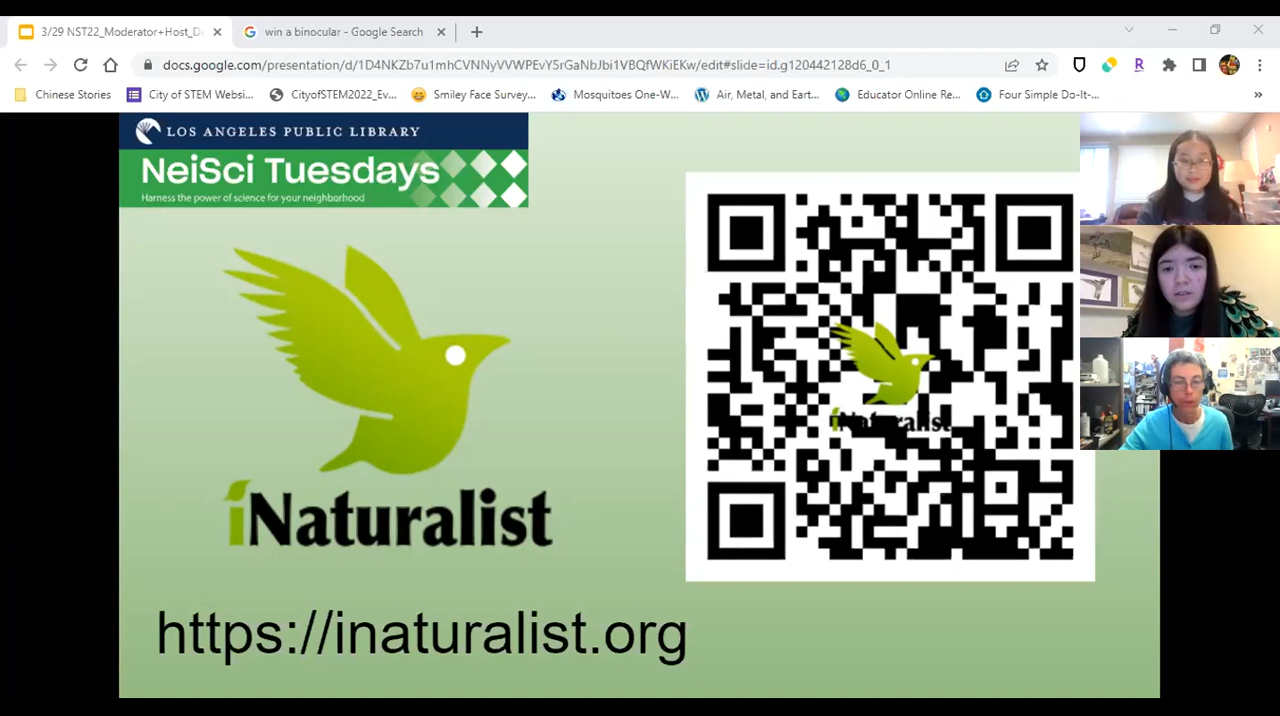 3/29 NST22_Moderator+Host_De
win a binocular - Google Search
docs.google.com/presentation/d/1D4NKZb7u1mhCVNNyVVWPEvY5rGaNbJbi1VBQfWKiEKw/edit#slide=id.g120442128d6_0_1
Chinese Stories
City of STEM Websi...
CityofSTEM2022_Ev...
Smiley Face Survey...
Mosquitoes One-W...
Air, Metal, and Eart...
Educator Online Re...
Four Simple Do-It-...
LOS ANGELES PUBLIC LIBRARY
NeiSci Tuesdays
Harness the power of science for your neighborhood
iNaturalist
iNaturalist
https://inaturalist.org